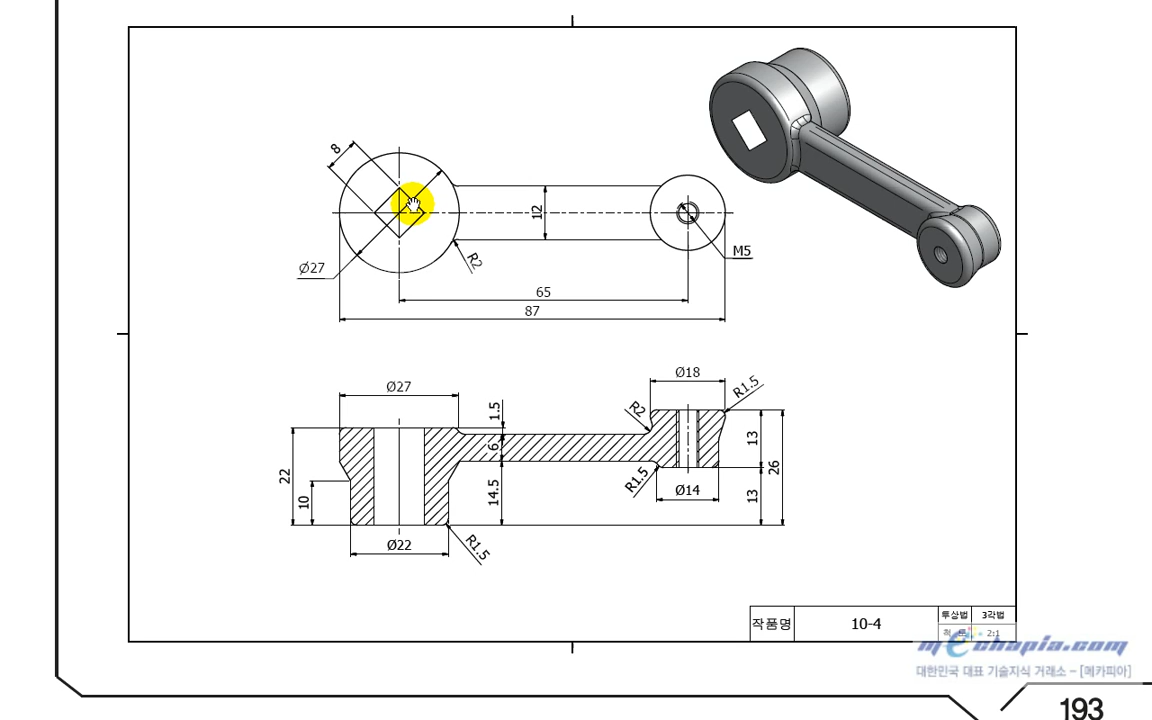 8
Ø27
12
R2
M5
65
87
Ø27
1.5
Ø18
R1.5
R2
6
13
22
26
10
14.5
R1.5
Ø14
13
Ø22
R1.5
작품명
10-4
투상법
3각법
척 도
2:1
mechapia.com
대한민국 대표 기술지식 거래소 – [메카피아]
193